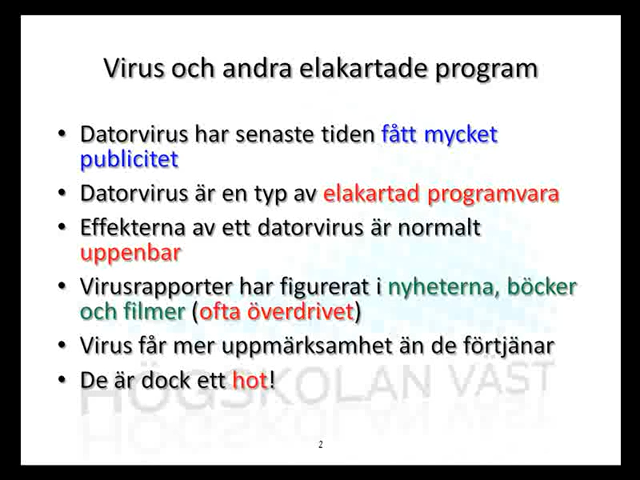 Virus och andra elakartade program
• Datorvirus har senaste tiden fått mycket
publicitet
• Datorvirus är en typ av elakartad programvara
• Effekterna av ett datorvirus är normalt
uppenbar
• Virusrapporter har figurerat i nyheterna, böcker
och filmer (ofta överdrivet)
• Virus får mer uppmärksamhet än de förtjänar
• De är dock ett hot!
HÖGSKOLAN VÄST
2